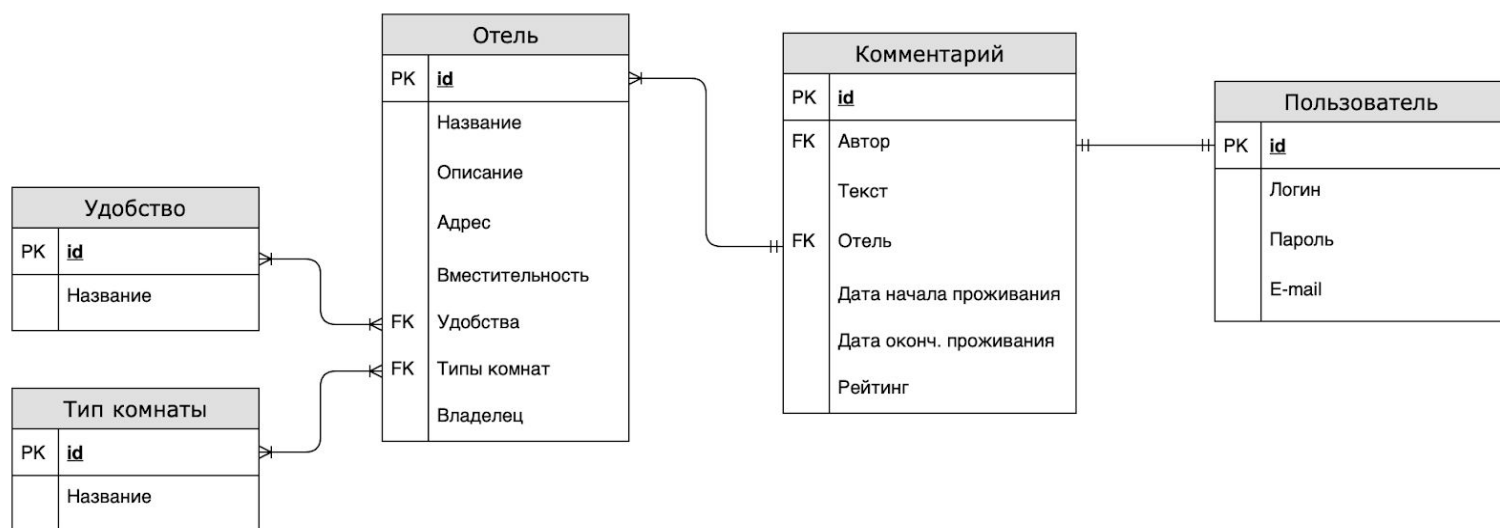 Отель
PK id
Название
Описание
Адрес
Вместительность
FK Удобства
FK Типы комнат
Владелец
Комментарий
PK id
FK Автор
Текст
FK Отель
Дата начала проживания
Дата оконч. проживания
Рейтинг
Пользователь
PK id
Логин
Пароль
E-mail
Удобство
PK id
Название
Тип комнаты
PK id
Название